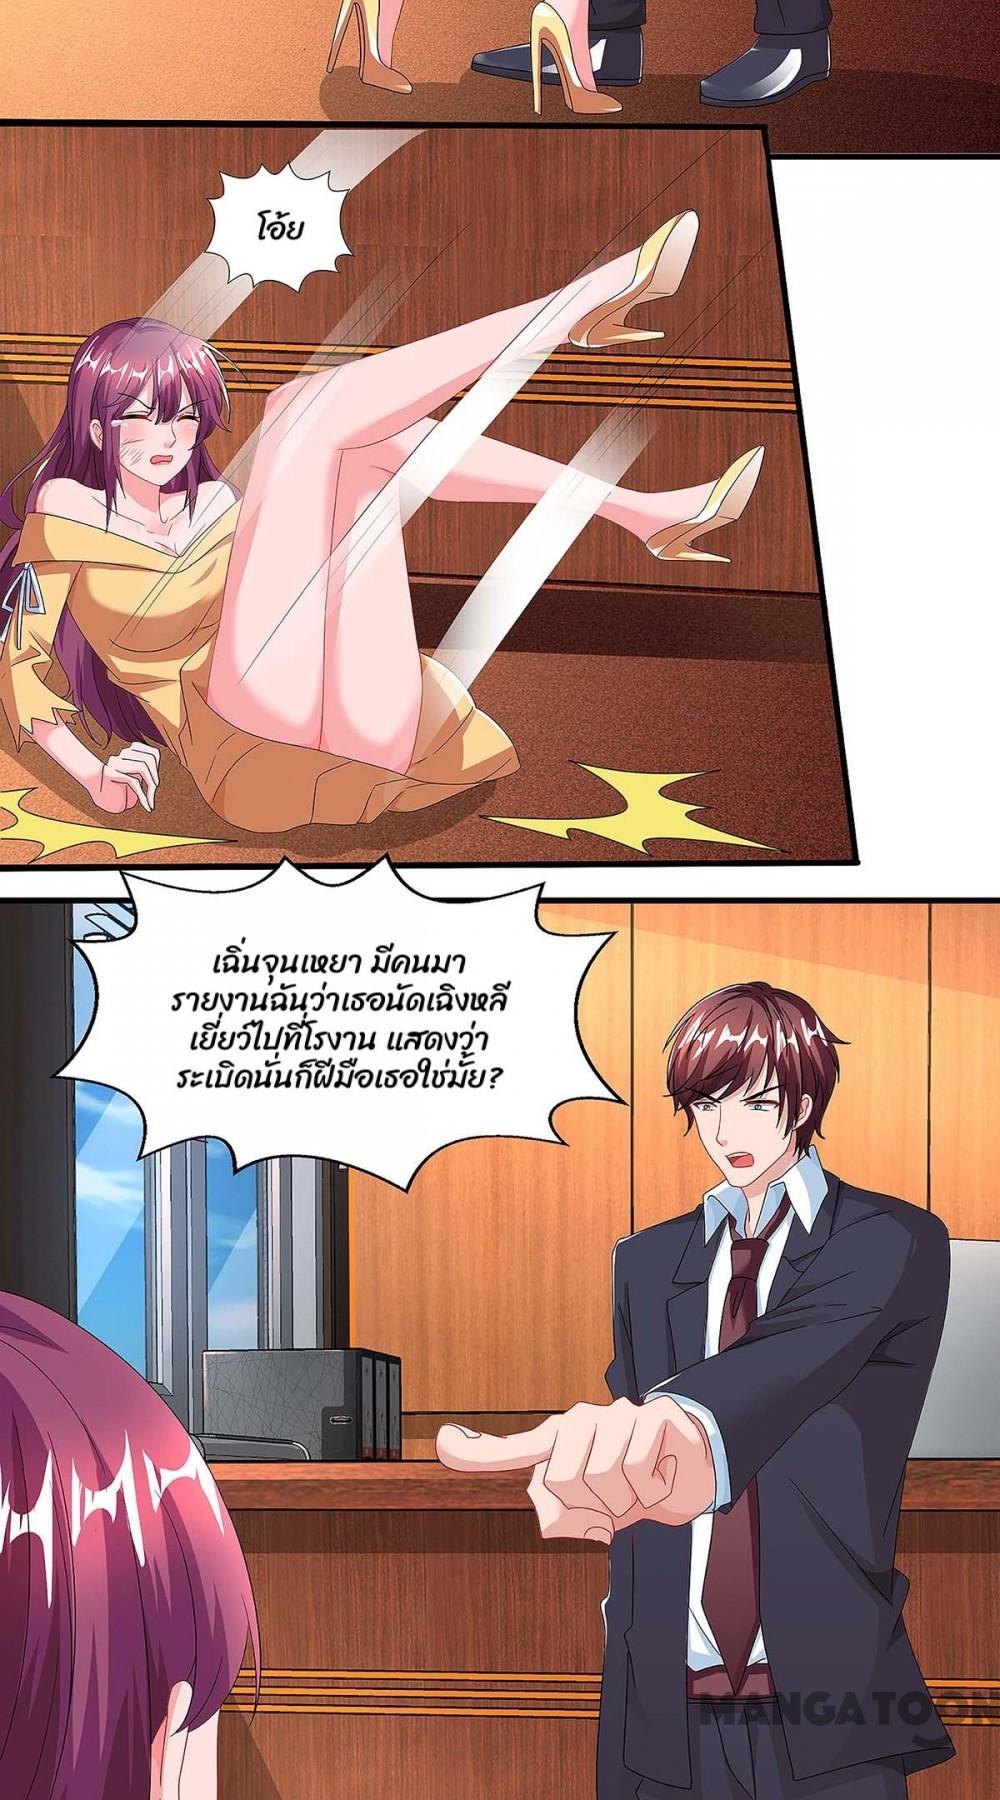 โอ้ย
เฉิ่นจุนเหยา มีคนมา
รายงานฉันว่าเธอนัดเฉิงหลี
เยี่ยว์ไปที่โรงงาน แสดงว่า
ระเบิดนั่นก็ฝีมือเธอใช่มั้ย?
MANGATOON